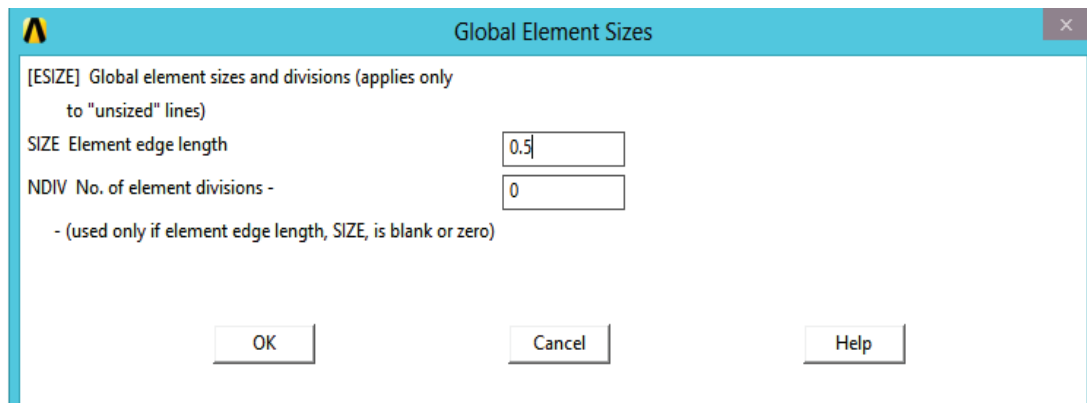 Global Element Sizes
[ESIZE] Global element sizes and divisions (applies only
to "unsized" lines)
SIZE Element edge length 0.5
NDIV No. of element divisions - 0
- (used only if element edge length, SIZE, is blank or zero)
OK Cancel Help